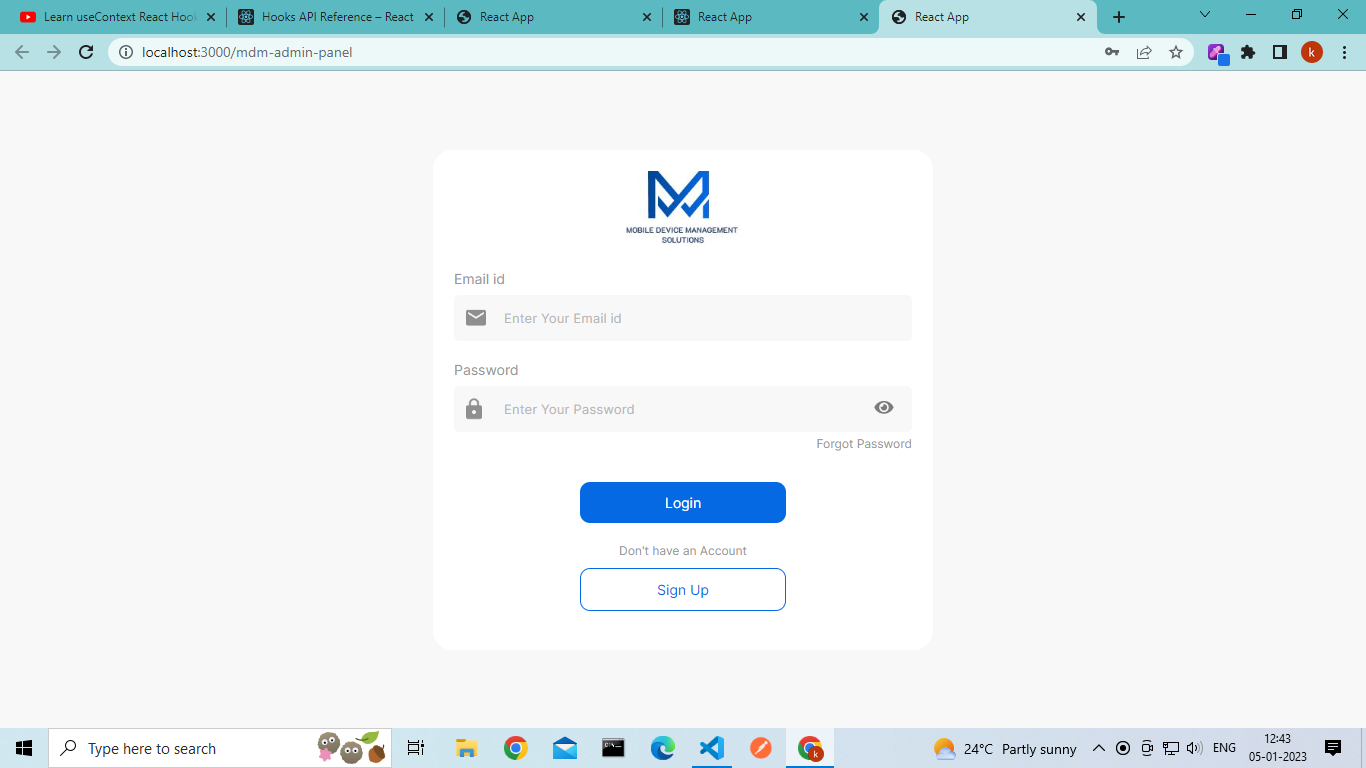 Learn useContext React Hook
Hooks API Reference – React
React App
React App
React App
localhost:3000/mdm-admin-panel
k
MOBILE DEVICE MANAGEMENT
SOLUTIONS
Email id
Enter Your Email id
Password
Enter Your Password
Forgot Password
Login
Don't have an Account
Sign Up
Type here to search
k
24°C Partly sunny
ENG
12:43
05-01-2023